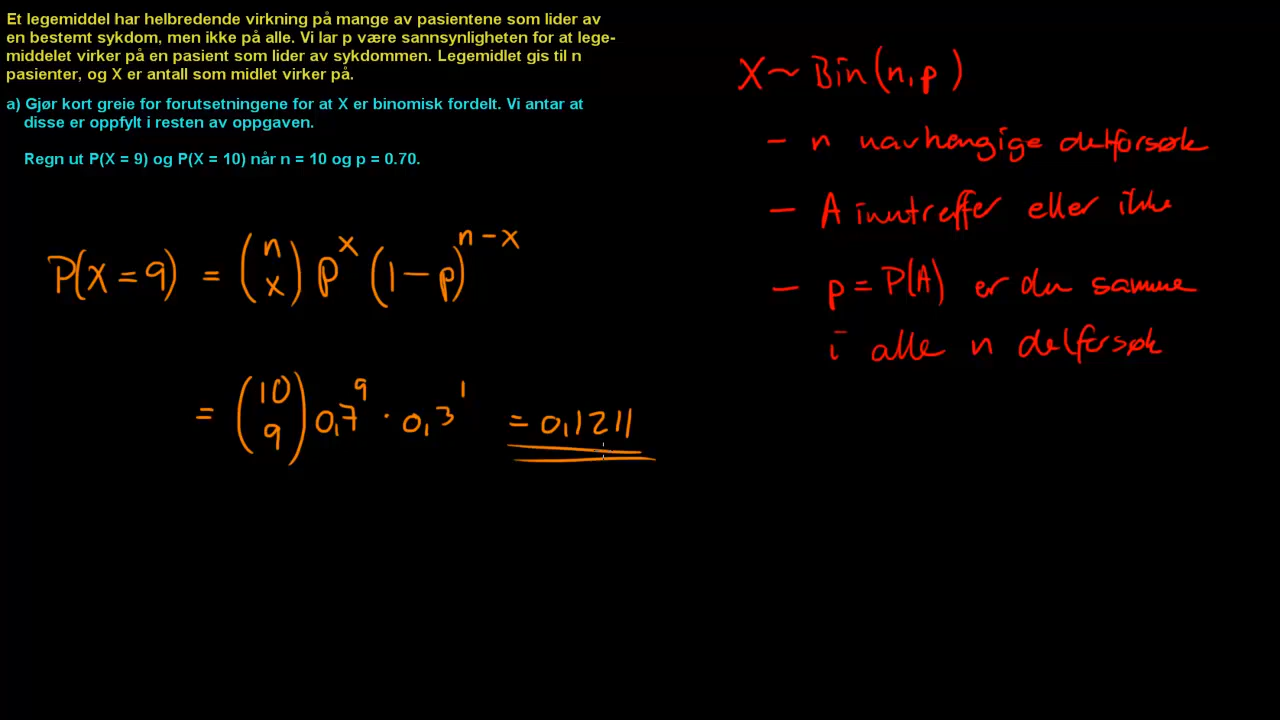 Et legemiddel har helbredende virkning på mange av pasientene som lider av
en bestemt sykdom, men ikke på alle. Vi lar p være sannsynligheten for at lege-
middelet virker på en pasient som lider av sykdommen. Legemidlet gis til n
pasienter, og X er antall som midlet virker på.
a) Gjør kort greie for forutsetningene for at X er binomisk fordelt. Vi antar at
disse er oppfylt i resten av oppgaven.
Regn ut P(X = 9) og P(X = 10) når n = 10 og p = 0.70.
X ~ Bin(n, p)
- n uavhengige delforsøk
- A inntreffer eller ikke
- p = P(A) er den samme
i alle n delforsøk
P(X = 9) = (n x) p^x (1 - p)^{n - x}
= (10 9) 0,7^9 · 0,3^1 = 0,1211